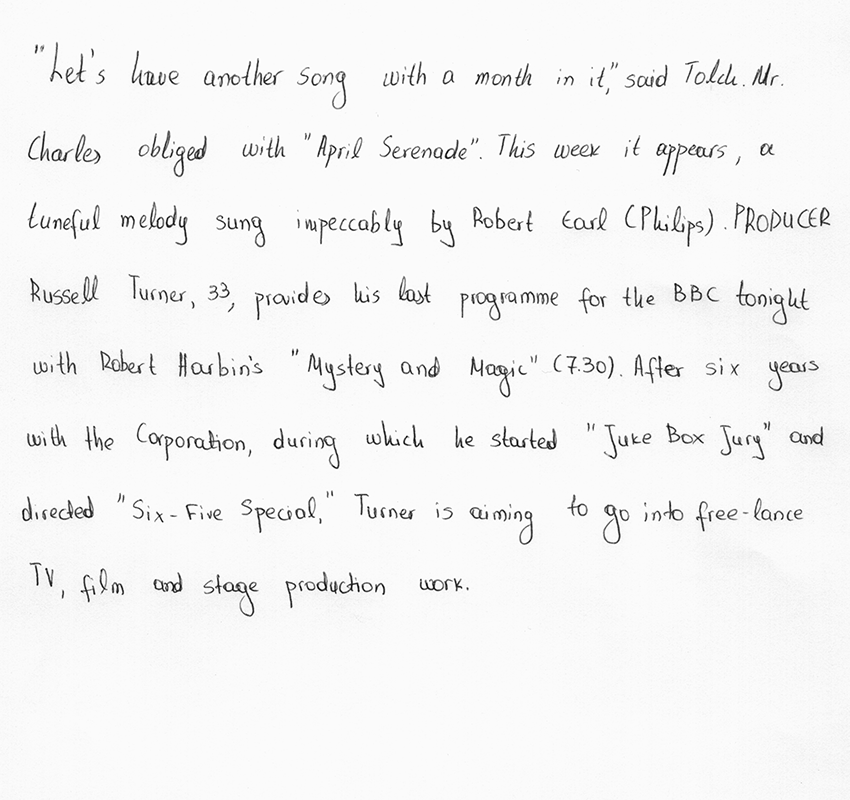 "Let's have another song with a month in it," said Tolch. Mr.
Charles obliged with "April Serenade". This week it appears, a
tuneful melody sung impeccably by Robert Earl (Philips). PRODUCER
Russell Turner, 33, provides his last programme for the BBC tonight
with Robert Harbin's "Mystery and Magic" (7.30). After six years
with the Corporation, during which he started "Juke Box Jury" and
directed "Six-Five Special," Turner is aiming to go into free-lance
TV, film and stage production work.